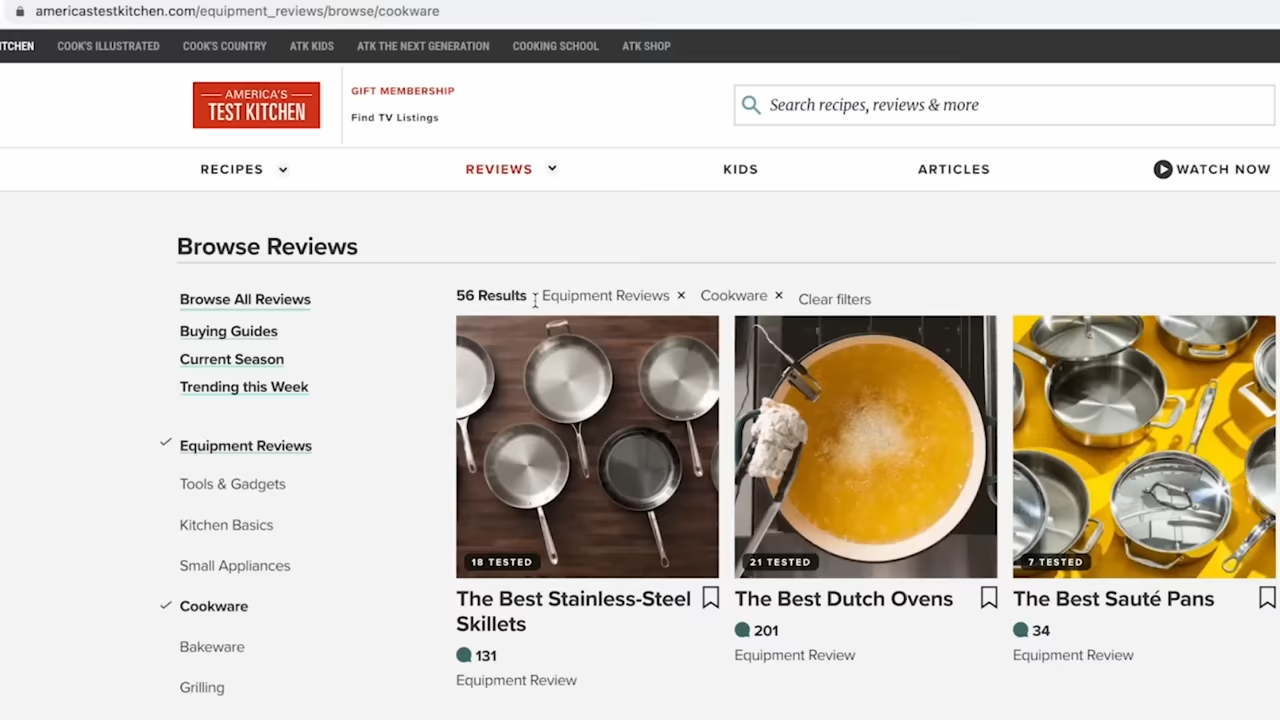 americastestkitchen.com/equipment_reviews/browse/cookware
ITCHEN COOK'S ILLUSTRATED COOK'S COUNTRY ATK KIDS ATK THE NEXT GENERATION COOKING SCHOOL ATK SHOP
AMERICA'S
TEST KITCHEN
GIFT MEMBERSHIP
Find TV Listings
Search recipes, reviews & more
RECIPES REVIEWS KIDS ARTICLES WATCH NOW
Browse Reviews
Browse All Reviews
Buying Guides
Current Season
Trending this Week
Equipment Reviews
Tools & Gadgets
Kitchen Basics
Small Appliances
Cookware
Bakeware
Grilling
56 Results Equipment Reviews × Cookware × Clear filters
18 TESTED
The Best Stainless-Steel
Skillets
131
Equipment Review
21 TESTED
The Best Dutch Ovens
201
Equipment Review
7 TESTED
The Best Sauté Pans
34
Equipment Review